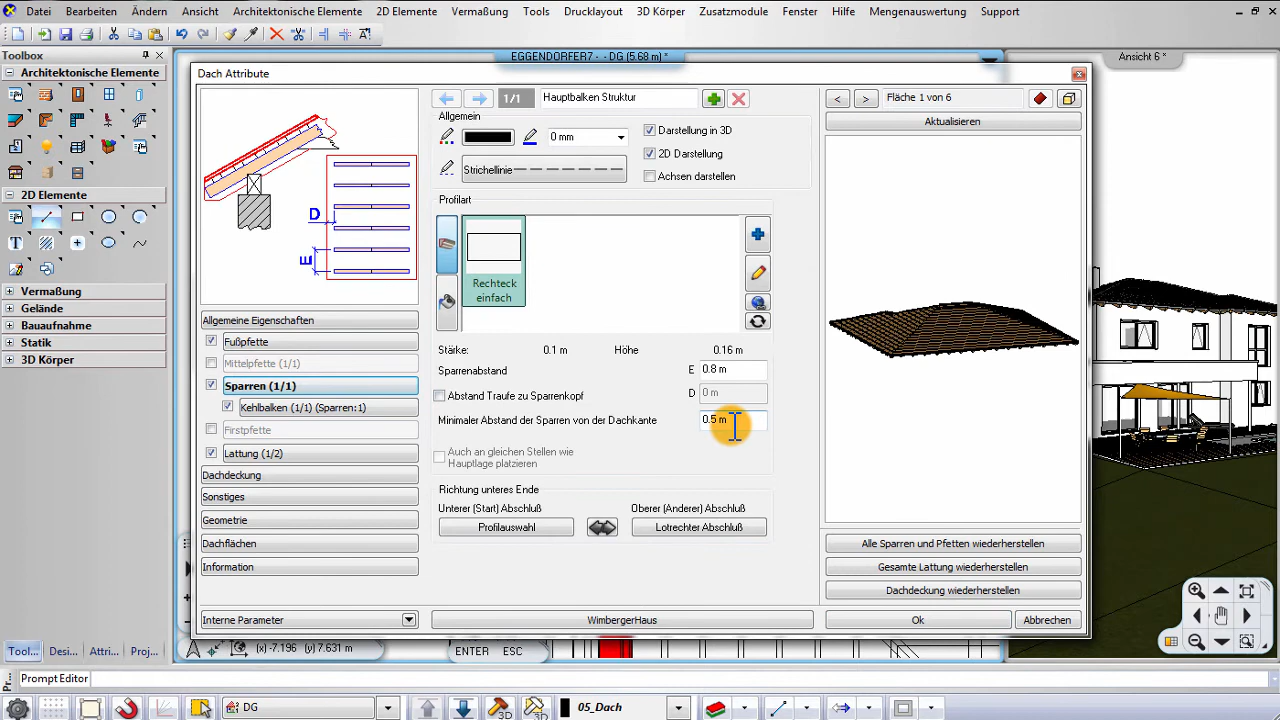 Datei Bearbeiten Ändern Ansicht Architektonische Elemente 2D Elemente Vermaßung Tools Drucklayout 3D Körper Zusatzmodule Fenster Hilfe Mengenauswertung Support
Toolbox
EGGENDORFER7 - - DG (5.68 m) *
Ansicht 6 *
Architektonische Elemente
2D Elemente
Vermaßung
Gelände
Bauaufnahme
Statik
3D Körper
Dach Attribute
D
E
1/1 Hauptbalken Struktur
Fläche 1 von 6
Allgemein
Aktualisieren
0 mm
Darstellung in 3D
2D Darstellung
Strichellinie
Achsen darstellen
Profilart
Rechteck
einfach
Allgemeine Eigenschaften
Fußpfette
Mittelpfette (1/1)
Sparren (1/1)
Kehlbalken (1/1) (Sparren:1)
Firstpfette
Lattung (1/2)
Dachdeckung
Sonstiges
Geometrie
Dachflächen
Information
Stärke: 0.1 m Höhe 0.16 m
Sparrenabstand E 0.8 m
Abstand Traufe zu Sparrenkopf D 0 m
Minimaler Abstand der Sparren von der Dachkante 0.5 m
Auch an gleichen Stellen wie
Hauptlage platzieren
Richtung unteres Ende
Unterer (Start) Abschluß Oberer (Anderer) Abschluß
Profilauswahl Lotrechter Abschluß
Alle Sparren und Pfetten wiederherstellen
Gesamte Lattung wiederherstellen
Dachdeckung wiederherstellen
Interne Parameter WimbergerHaus Ok Abbrechen
Tool... Desi... Attri... Proj...
x) -7.196, (y) 7.631 m
ENTER ESC
Pr...
Prompt Editor
DG
3D
3D
05_Dach